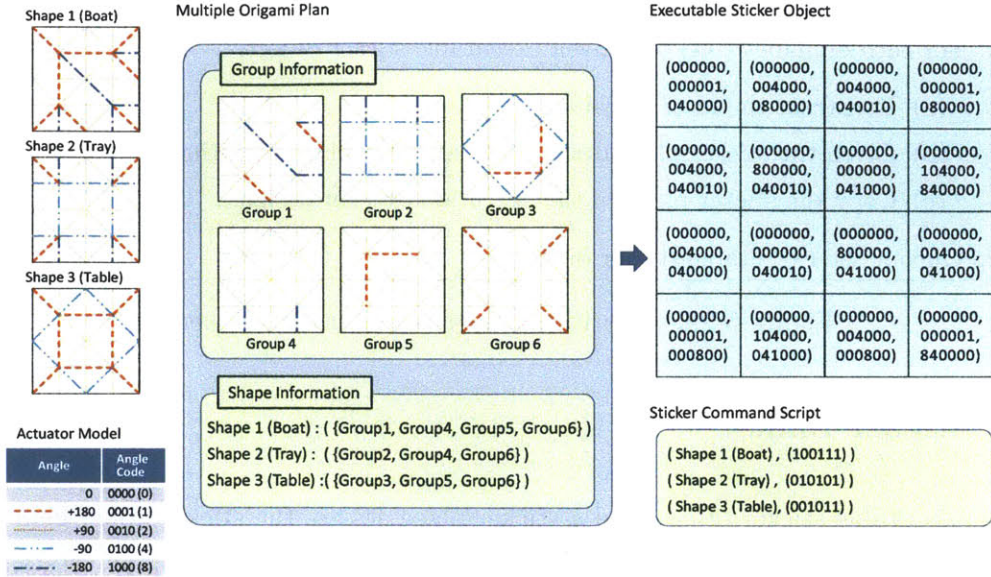 Shape 1 (Boat)
Shape 2 (Tray)
Shape 3 (Table)
Actuator Model
Angle Angle Code
0 0000 (0)
+180 0001 (1)
+90 0010 (2)
-90 0100 (4)
-180 1000 (8)
Multiple Origami Plan
Group Information
Group 1 Group 2 Group 3
Group 4 Group 5 Group 6
Shape Information
Shape 1 (Boat) : ( {Group1, Group4, Group5, Group6} )
Shape 2 (Tray) : ( {Group2, Group4, Group6} )
Shape 3 (Table) :( {Group3, Group5, Group6} )
Executable Sticker Object
(000000, (000000, (000000, (000000,
000001, 004000, 004000, 000001,
040000) 080000) 040010) 080000)
(000000, (000000, (000000, (000000,
004000, 800000, 000000, 104000,
040010) 040010) 041000) 840000)
(000000, (000000, (000000, (000000,
004000, 000000, 800000, 004000,
040000) 040010) 041000) 041000)
(000000, (000000, (000000, (000000,
000001, 104000, 004000, 000001,
000800) 041000) 000800) 840000)
Sticker Command Script
( Shape 1 (Boat) , (100111) )
( Shape 2 (Tray) , (010101) )
( Shape 3 (Table), (001011) )